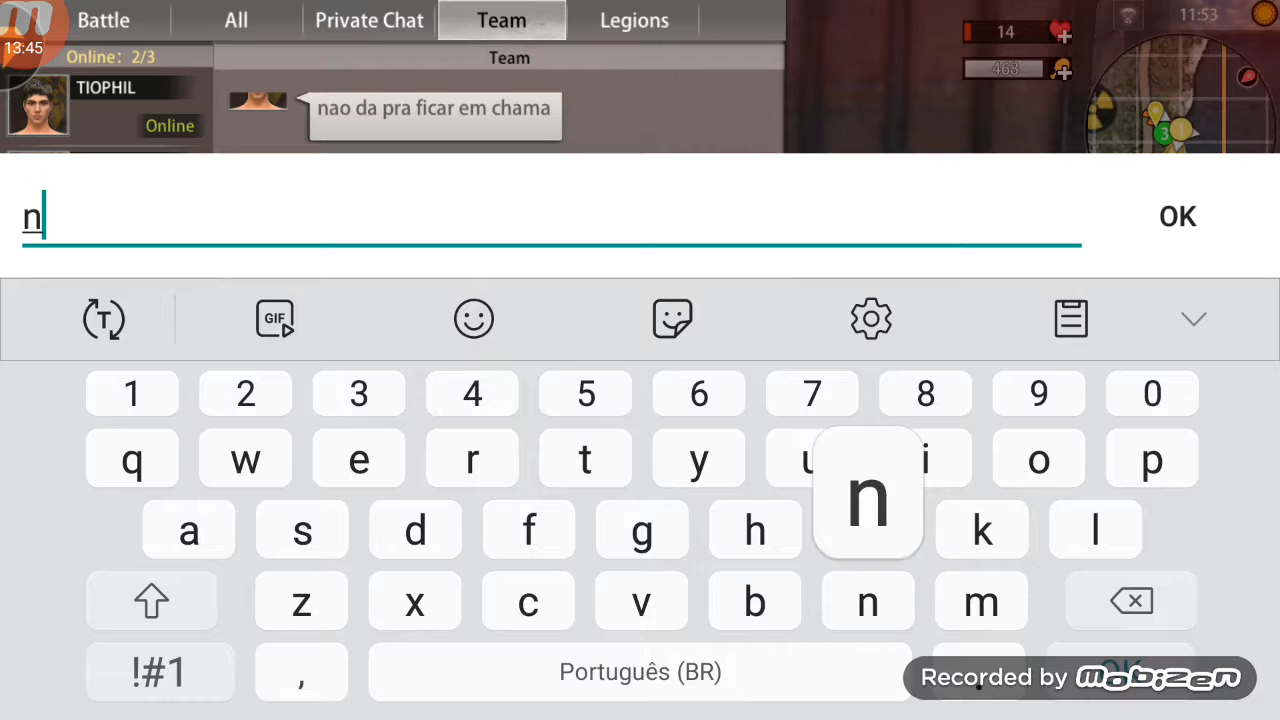 Battle
All
Private Chat
Team
Legions
13:45
Online: 2/3
Team
TIOPHIL
Online
nao da pra ficar em chama
14
468
11:53
3
n
OK
T
GIF
1 2 3 4 5 6 7 8 9 0
q w e r t y u i o p
a s d f g h n k l
z x c v b n m
!#1 , Português (BR) . OK
Recorded by mobizen